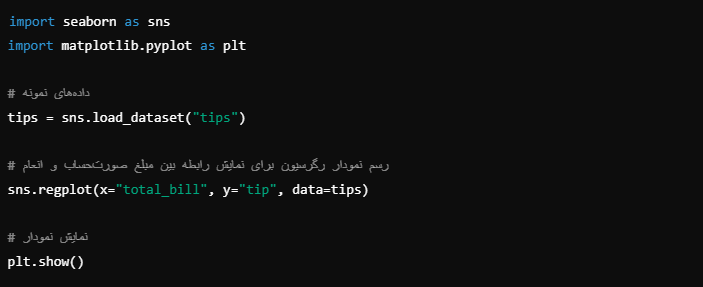 import seaborn as sns
import matplotlib.pyplot as plt
# داده‌های نمونه
tips = sns.load_dataset("tips")
# رسم نمودار رگرسیون برای نمایش رابطه بین مبلغ صورت‌حساب و انعام
sns.regplot(x="total_bill", y="tip", data=tips)
# نمایش نمودار
plt.show()